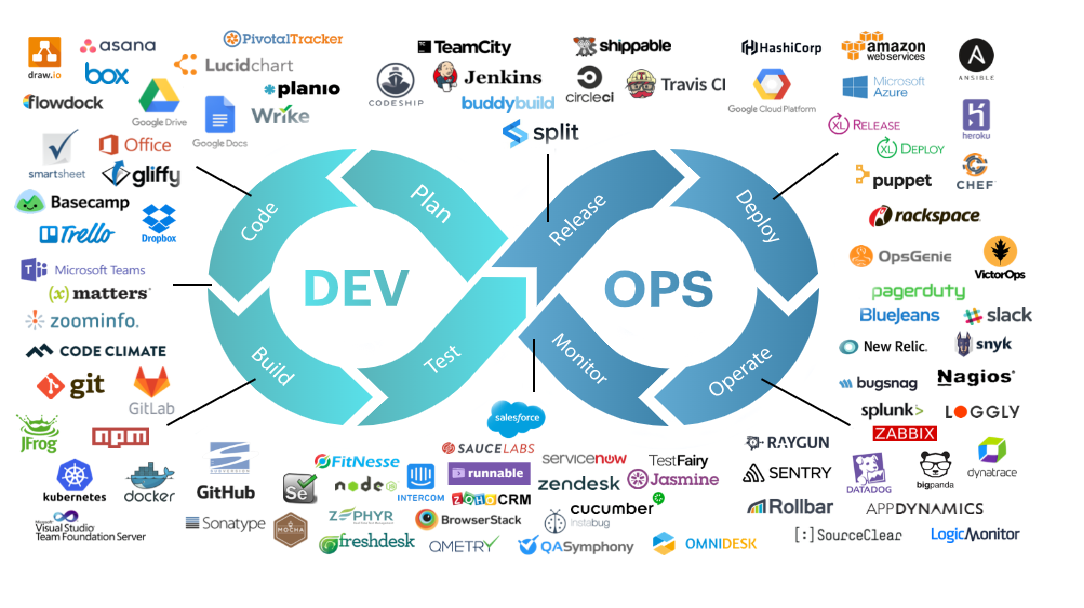 draw.io
asana
PivotalTracker
box
Lucidchart
flowdock
Google Drive
planio
Google Docs
Wrike
smartsheet
Office
gliffy
Basecamp
Trello
Dropbox
TeamCity
CODESHIP
Jenkins
buddybuild
shippable
circleci
Travis CI
split
HashiCorp
amazon
web services
ANSIBLE
Google Cloud Platform
Microsoft
Azure
XL RELEASE
XL DEPLOY
heroku
puppet
CHEF
rackspace
Code
Plan
Release
Deploy
DEV
OPS
Build
Test
Monitor
Operate
Microsoft Teams
(x) matters
zoominfo.
CODE CLIMATE
git
GitLab
JFrog
npm
kubernetes
docker
SUBVERSION
GitHub
Microsoft
Visual Studio
Team Foundation Server
Sonatype
OpsGenie
VictorOps
pagerduty
BlueJeans
slack
New Relic.
snyk
bugsnag
Nagios®
splunk>
LOGGLY
ZABBIX
RAYGUN
SENTRY
DATADOG
bigpanda
dynatrace
Rollbar
APPDYNAMICS
[:]SourceClear
LogicMonitor
salesforce
SAUCELABS
FitNesse
Se
node
JS
INTERCOM
runnable
servicenow
TestFairy
zendesk
Jasmine
ZOHO CRM
cucumber
MOCHA
ZEPHYR
BrowserStack
instabug
freshdesk
QMETRY
QASymphony
OMNIDESK